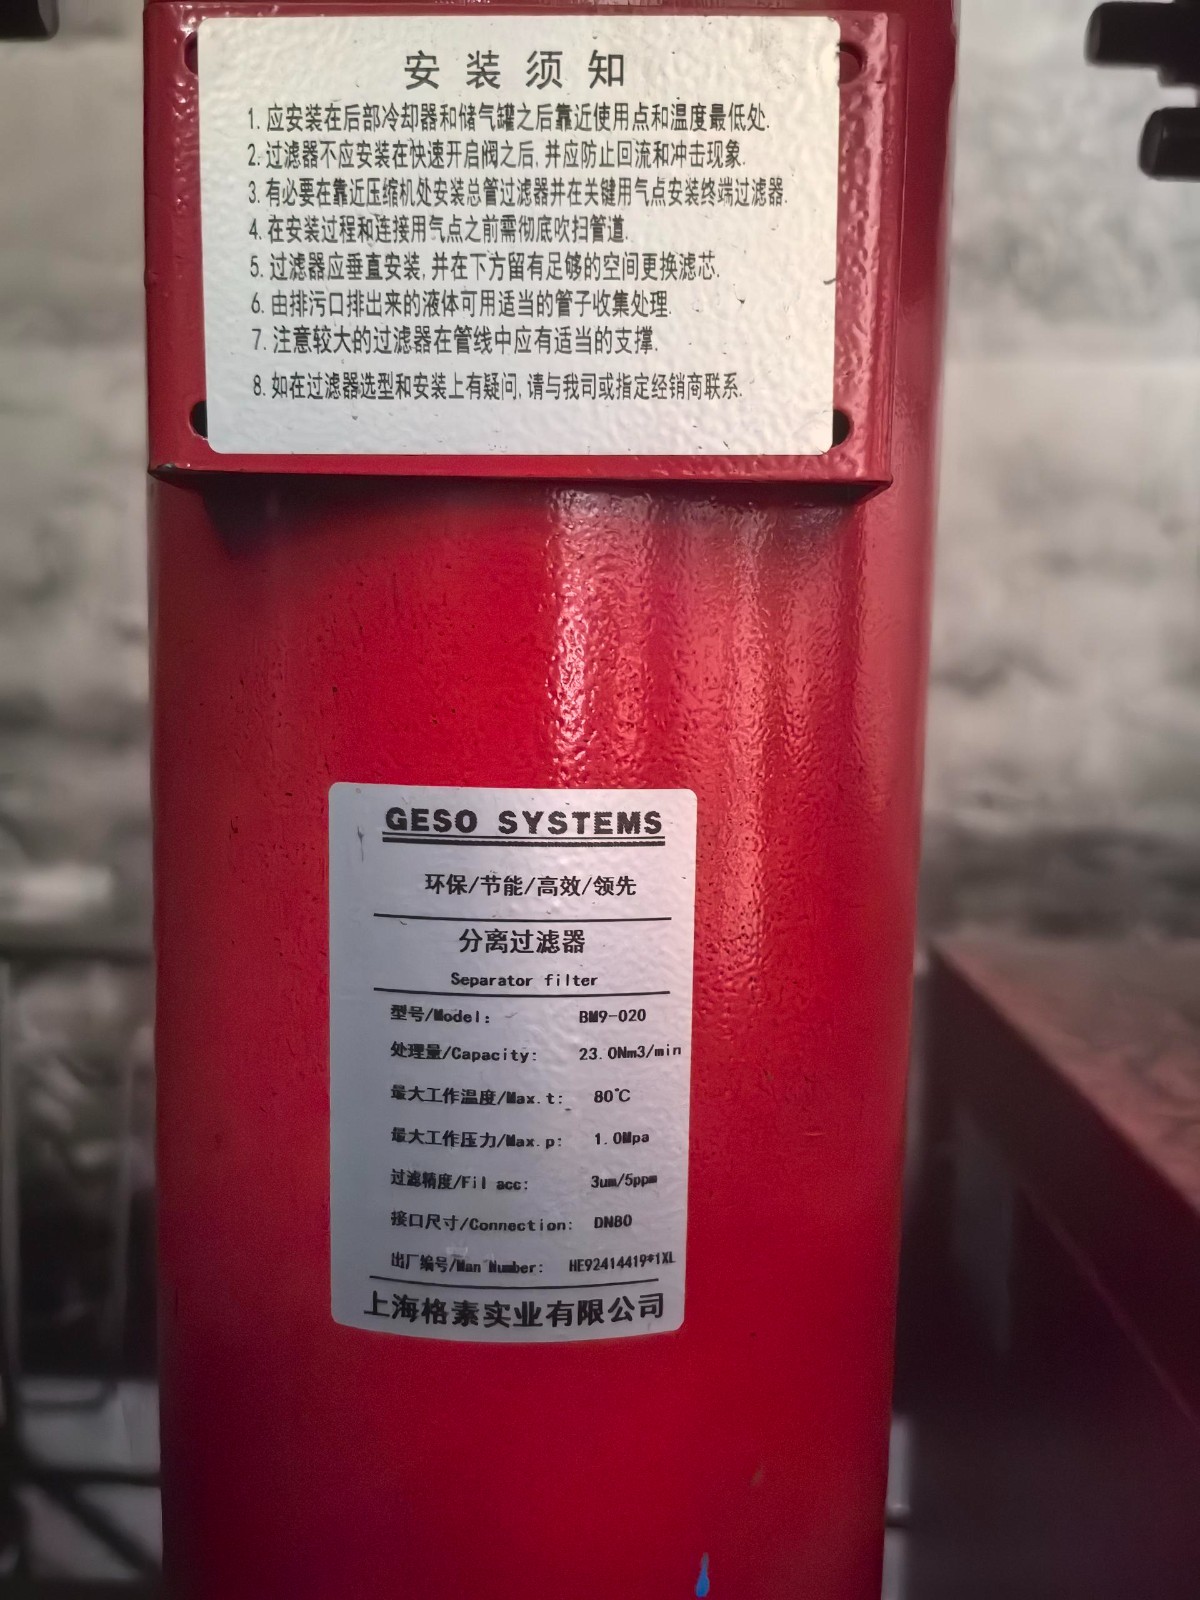 安装须知
1. 应安装在后部冷却器和储气罐之后靠近使用点和温度最低处.
2. 过滤器不应安装在快速开启阀之后, 并应防止回流和冲击现象.
3. 有必要在靠近压缩机处安装总管过滤器并在关键用气点安装终端过滤器.
4. 在安装过程和连接用气点之前需彻底吹扫管道.
5. 过滤器应垂直安装, 并在下方留有足够的空间更换滤芯.
6. 由排污口排出来的液体可用适当的管子收集处理.
7. 注意较大的过滤器在管线中应有适当的支撑.
8. 如在过滤器选型和安装上有疑问, 请与我司或指定经销商联系.
GESO SYSTEMS
环保/节能/高效/领先
分离过滤器
Separator filter
型号/Model: BM9-020
处理量/Capacity: 23.0Nm3/min
最大工作温度/Max.t: 80℃
最大工作压力/Max.p: 1.0Mpa
过滤精度/Fil acc: 3um/5ppm
接口尺寸/Connection: DN80
出厂编号/Man Number: HE92414419*1XL
上海格素实业有限公司